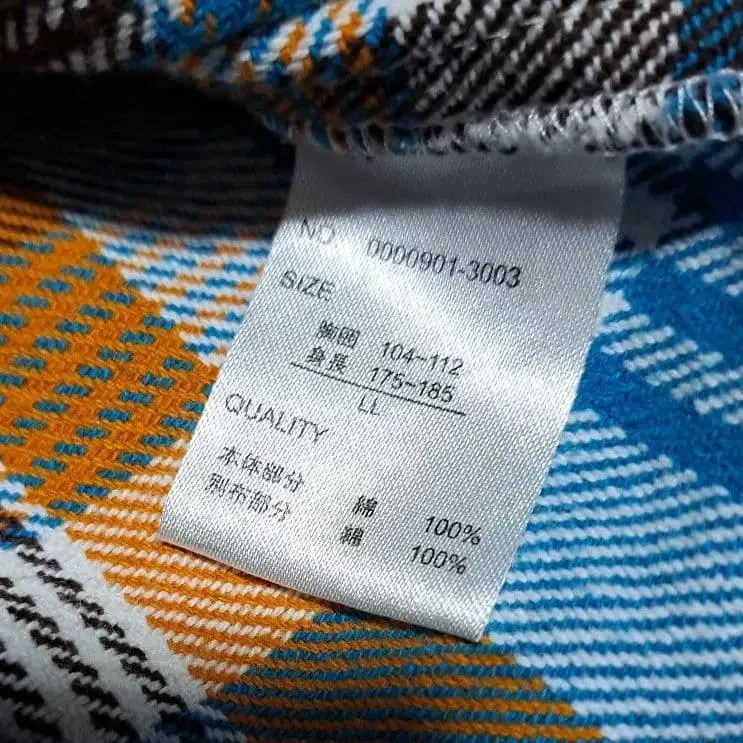 NO. 0000901-3003
SIZE
胸囲 104~112
身長 175~185
LL
QUALITY
本体部分 綿 100%
別布部分 綿 100%